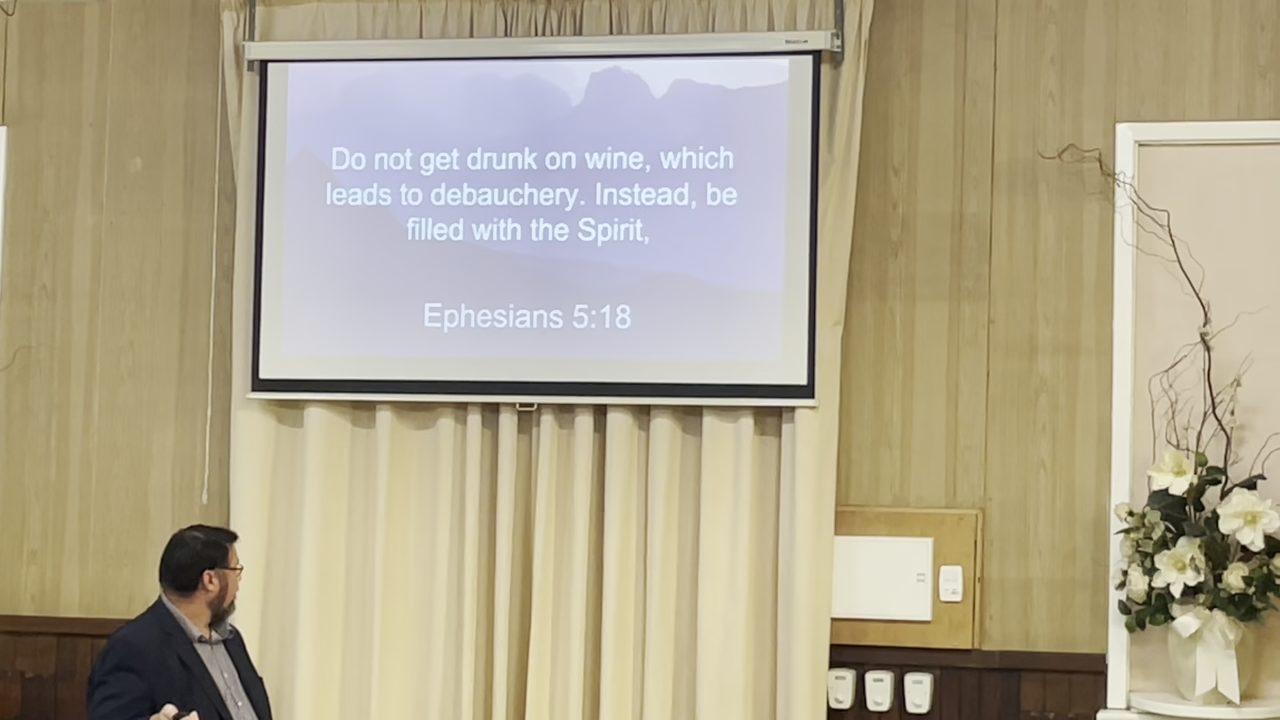 Do not get drunk on wine, which
leads to debauchery. Instead, be
filled with the Spirit,
Ephesians 5:18